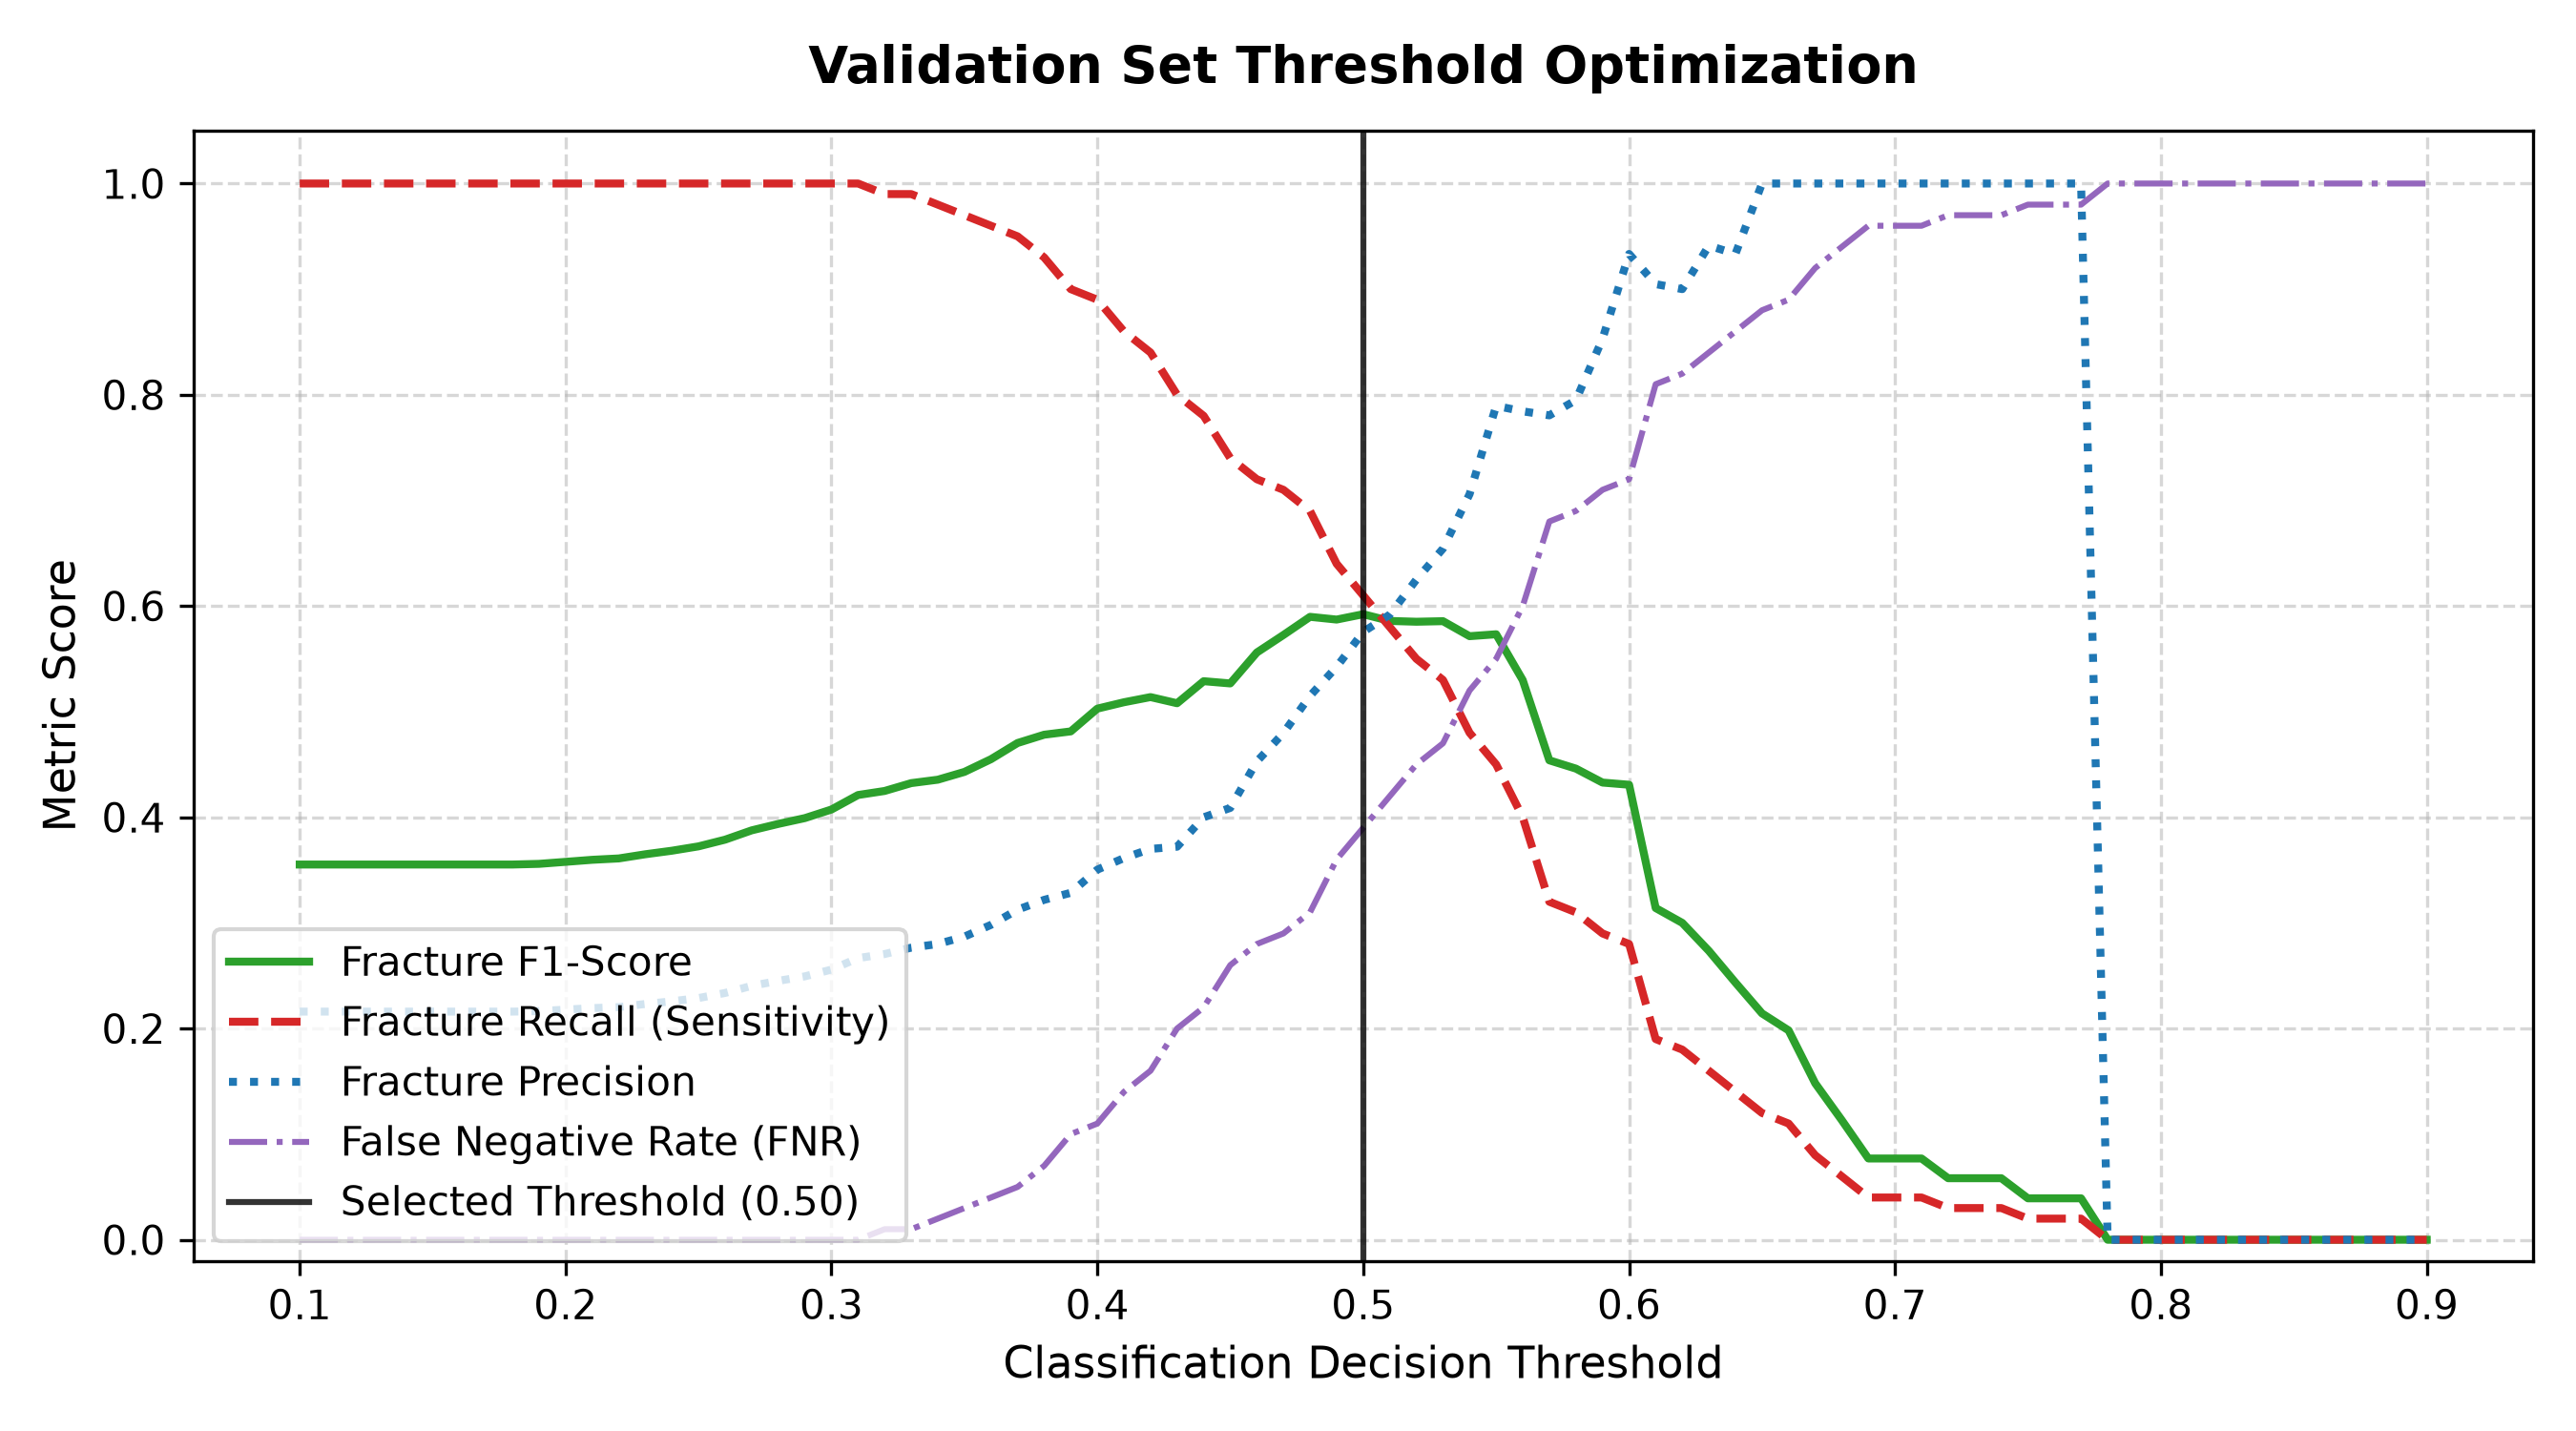 Validation Set Threshold Optimization
Metric Score
1.0
0.8
0.6
0.4
0.2
0.0
Fracture F1-Score
Fracture Recall (Sensitivity)
Fracture Precision
False Negative Rate (FNR)
Selected Threshold (0.50)
0.1 0.2 0.3 0.4 0.5 0.6 0.7 0.8 0.9
Classification Decision Threshold